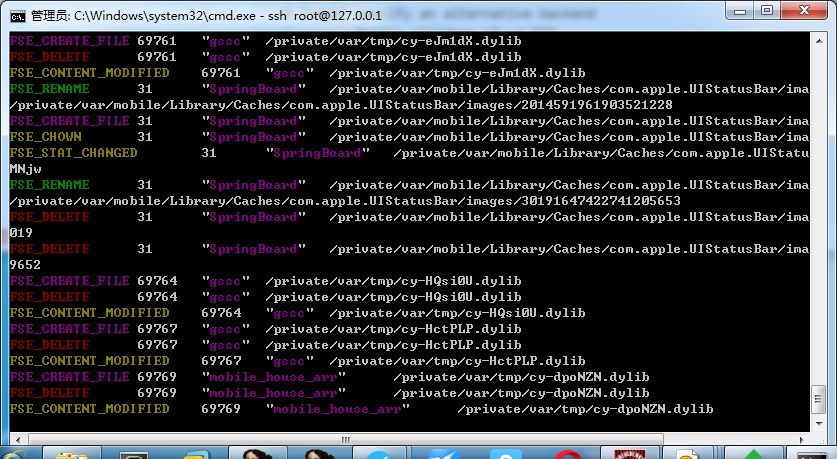 管理员: C:\Windows\system32\cmd.exe - ssh root@127.0.0.1
FSE_CREATE_FILE 69761 "gssc" /private/var/tmp/cy-eJm1dX.dylib
FSE_DELETE 69761 "gssc" /private/var/tmp/cy-eJm1dX.dylib
FSE_CONTENT_MODIFIED 69761 "gssc" /private/var/tmp/cy-eJm1dX.dylib
FSE_RENAME 31 "SpringBoard" /private/var/mobile/Library/Caches/com.apple.UIStatusBar/ima
/private/var/mobile/Library/Caches/com.apple.UIStatusBar/images/2014591961903521228
FSE_CREATE_FILE 31 "SpringBoard" /private/var/mobile/Library/Caches/com.apple.UIStatusBar/ima
FSE_CHOWN 31 "SpringBoard" /private/var/mobile/Library/Caches/com.apple.UIStatusBar/ima
FSE_STAT_CHANGED 31 "SpringBoard" /private/var/mobile/Library/Caches/com.apple.UIStatu
MNjw
FSE_RENAME 31 "SpringBoard" /private/var/mobile/Library/Caches/com.apple.UIStatusBar/ima
/private/var/mobile/Library/Caches/com.apple.UIStatusBar/images/30191647422741205653
FSE_DELETE 31 "SpringBoard" /private/var/mobile/Library/Caches/com.apple.UIStatusBar/ima
019
FSE_DELETE 31 "SpringBoard" /private/var/mobile/Library/Caches/com.apple.UIStatusBar/ima
9652
FSE_CREATE_FILE 69764 "gssc" /private/var/tmp/cy-HQsi0U.dylib
FSE_DELETE 69764 "gssc" /private/var/tmp/cy-HQsi0U.dylib
FSE_CONTENT_MODIFIED 69764 "gssc" /private/var/tmp/cy-HQsi0U.dylib
FSE_CREATE_FILE 69767 "gssc" /private/var/tmp/cy-HctPLP.dylib
FSE_DELETE 69767 "gssc" /private/var/tmp/cy-HctPLP.dylib
FSE_CONTENT_MODIFIED 69767 "gssc" /private/var/tmp/cy-HctPLP.dylib
FSE_CREATE_FILE 69769 "mobile_house_arr" /private/var/tmp/cy-dpoNZN.dylib
FSE_DELETE 69769 "mobile_house_arr" /private/var/tmp/cy-dpoNZN.dylib
FSE_CONTENT_MODIFIED 69769 "mobile_house_arr" /private/var/tmp/cy-dpoNZN.dylib